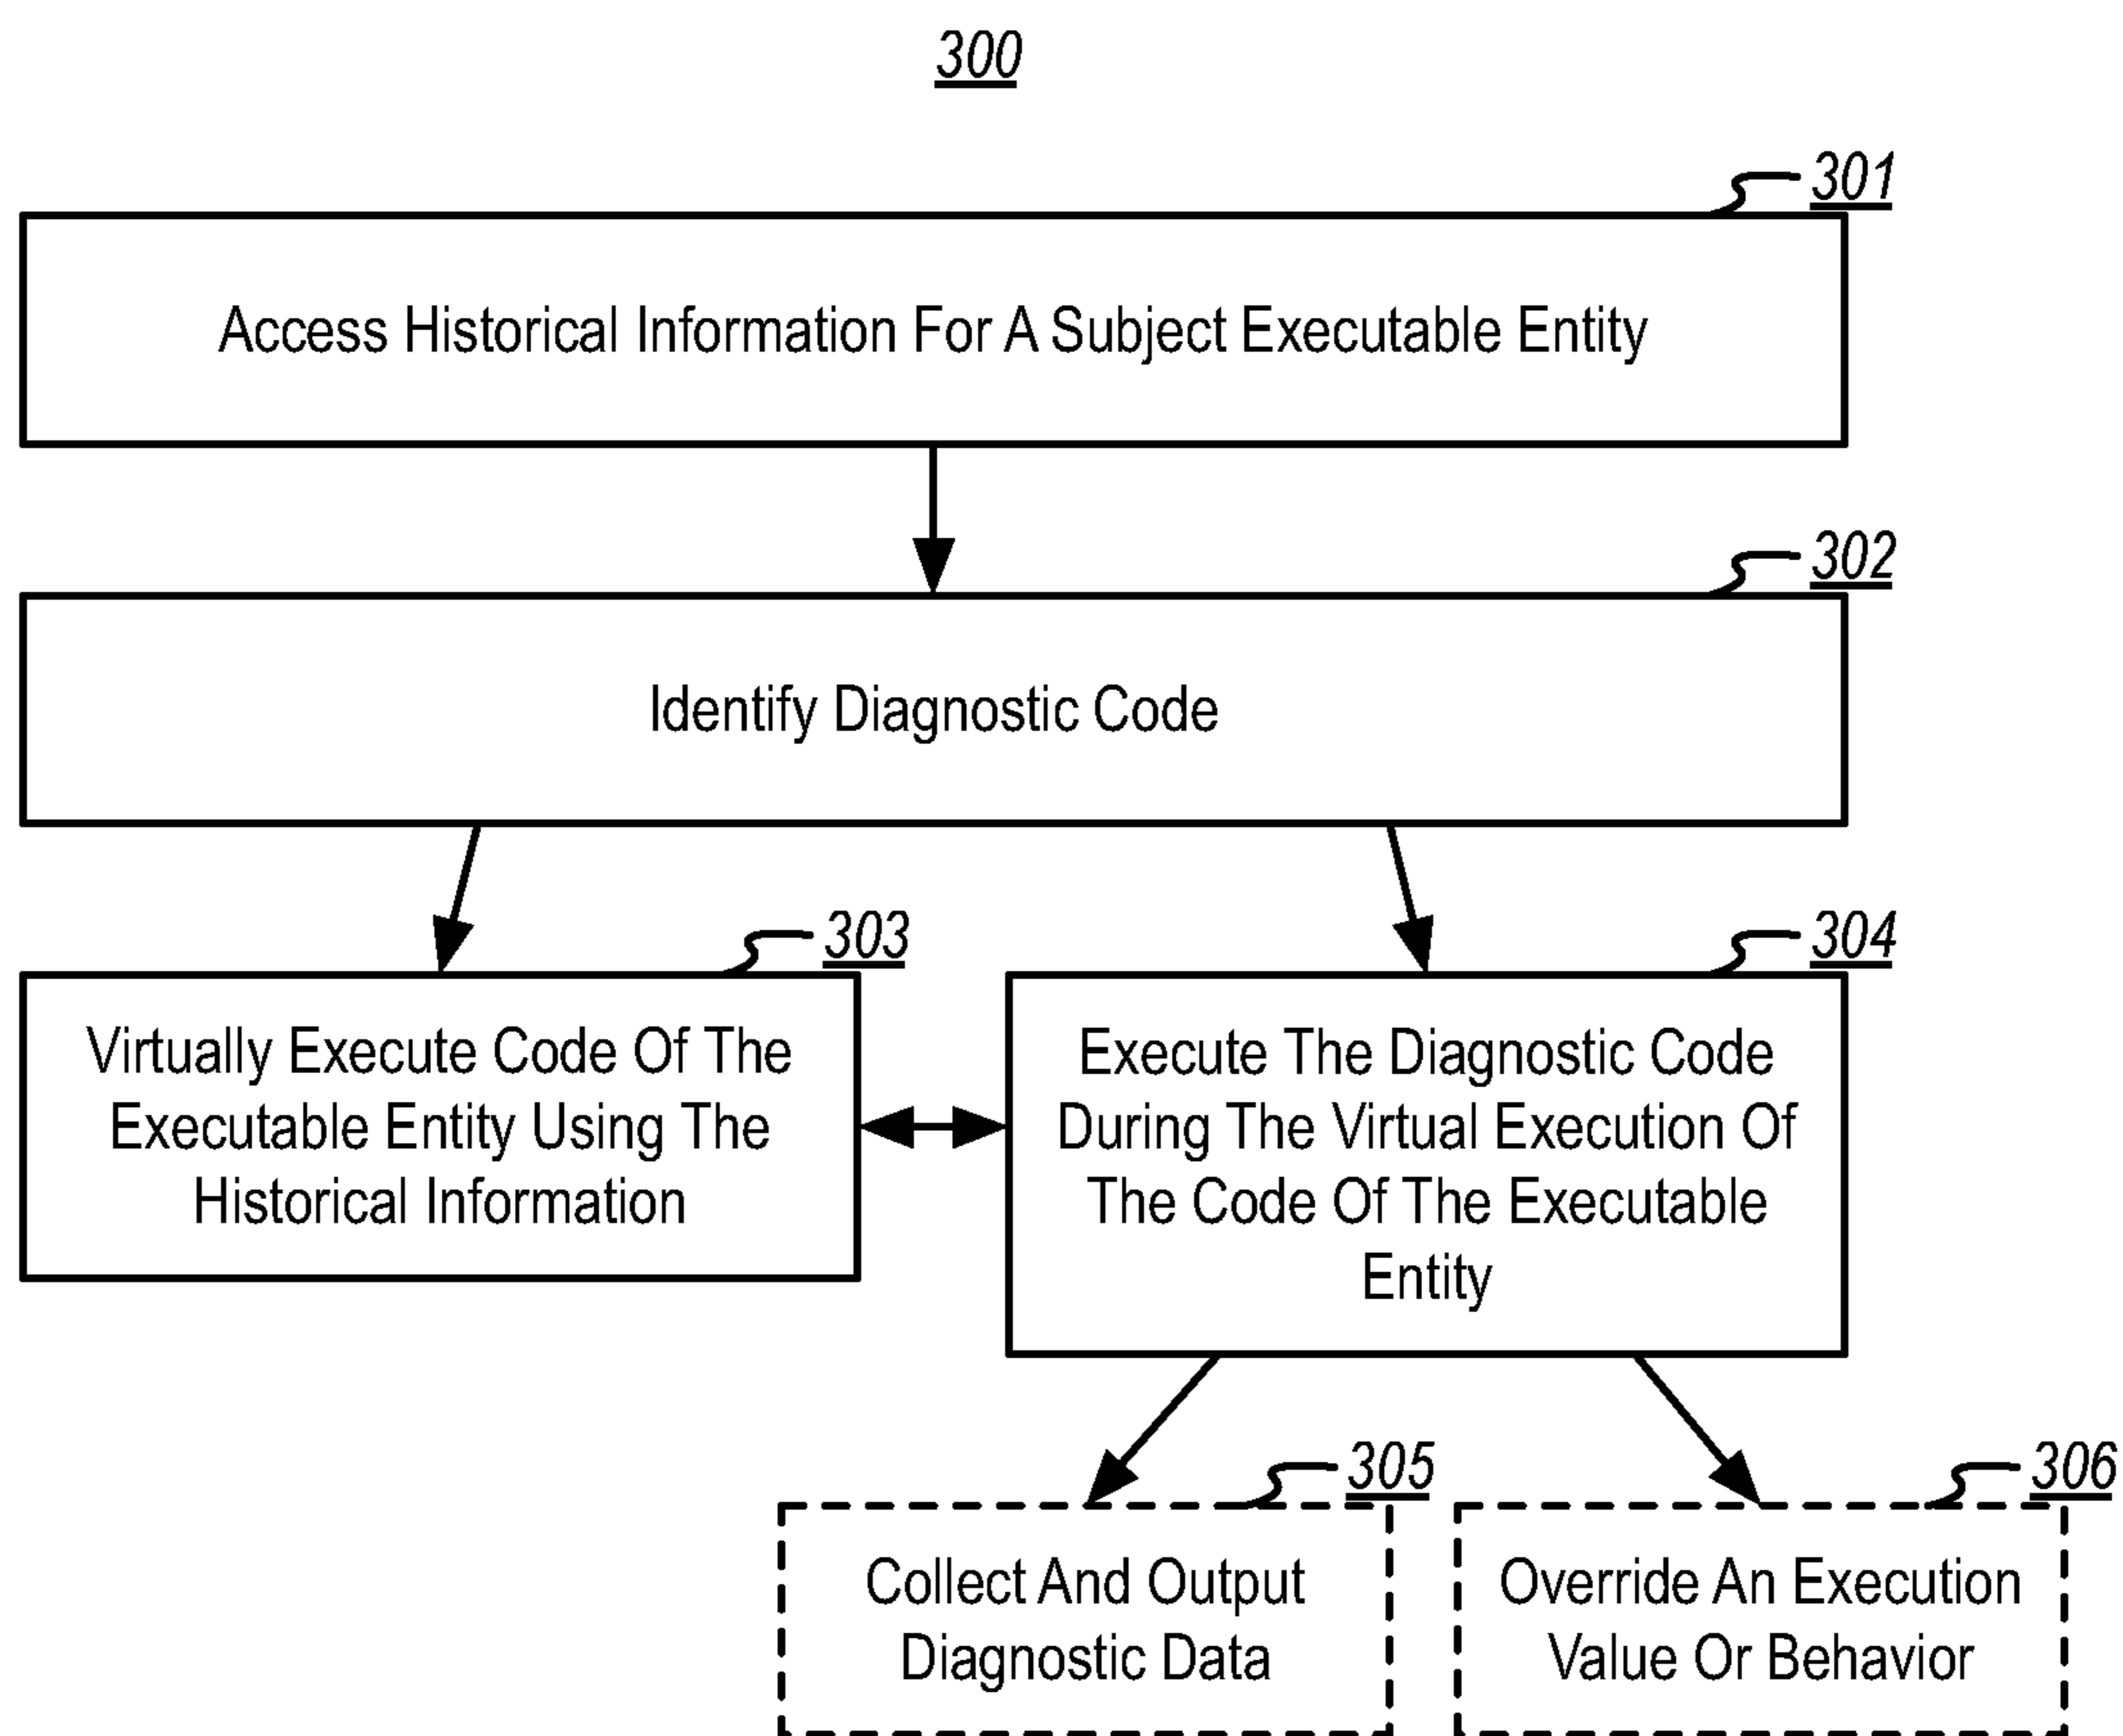 300
301
Access Historical Information For A Subject Executable Entity
302
Identify Diagnostic Code
303
Virtually Execute Code Of The
Executable Entity Using The
Historical Information
304
Execute The Diagnostic Code
During The Virtual Execution Of
The Code Of The Executable
Entity
305
Collect And Output
Diagnostic Data
306
Override An Execution
Value Or Behavior